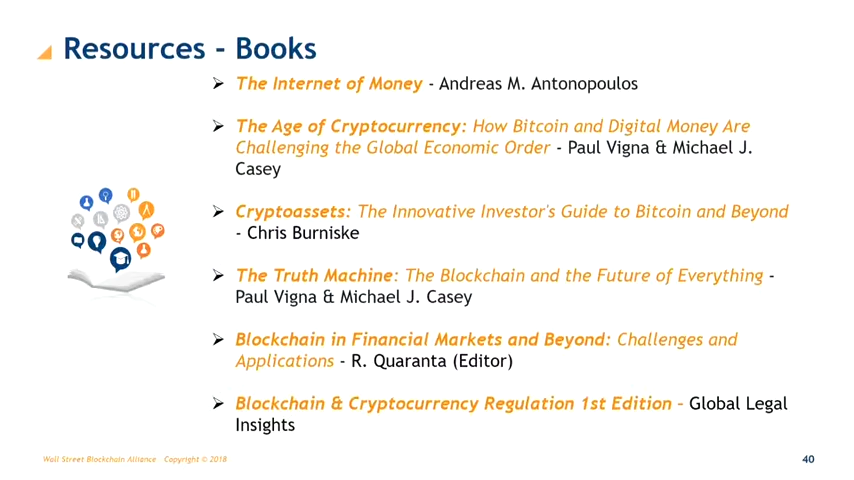 Resources - Books
➢ The Internet of Money - Andreas M. Antonopoulos
➢ The Age of Cryptocurrency: How Bitcoin and Digital Money Are
Challenging the Global Economic Order - Paul Vigna & Michael J.
Casey
➢ Cryptoassets: The Innovative Investor's Guide to Bitcoin and Beyond
- Chris Burniske
➢ The Truth Machine: The Blockchain and the Future of Everything -
Paul Vigna & Michael J. Casey
➢ Blockchain in Financial Markets and Beyond: Challenges and
Applications - R. Quaranta (Editor)
➢ Blockchain & Cryptocurrency Regulation 1st Edition – Global Legal
Insights
Wall Street Blockchain Alliance Copyright © 2018
40